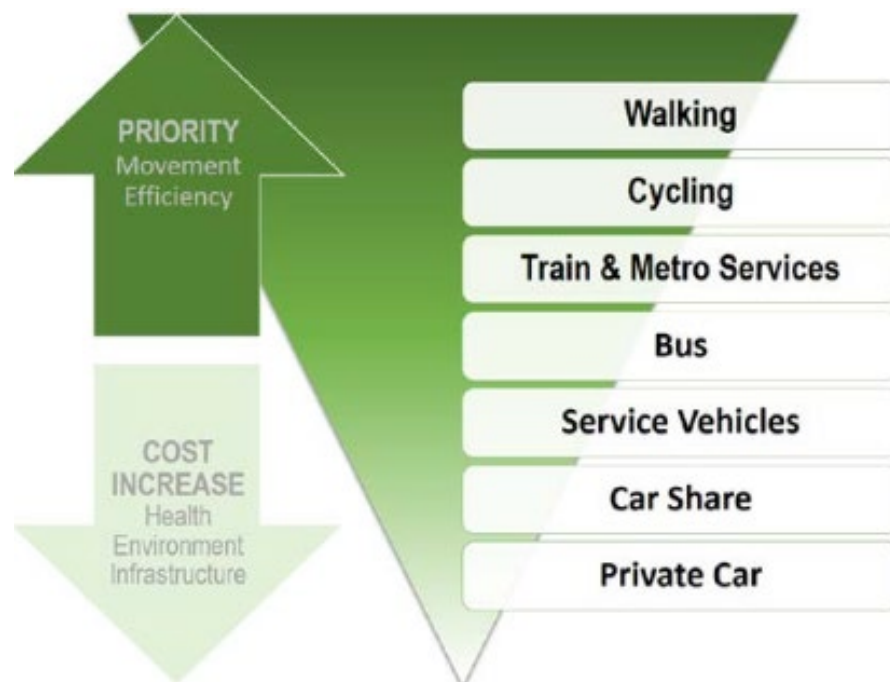 PRIORITY
Movement
Efficiency
COST
INCREASE
Health
Environment
Infrastructure
Walking
Cycling
Train & Metro Services
Bus
Service Vehicles
Car Share
Private Car